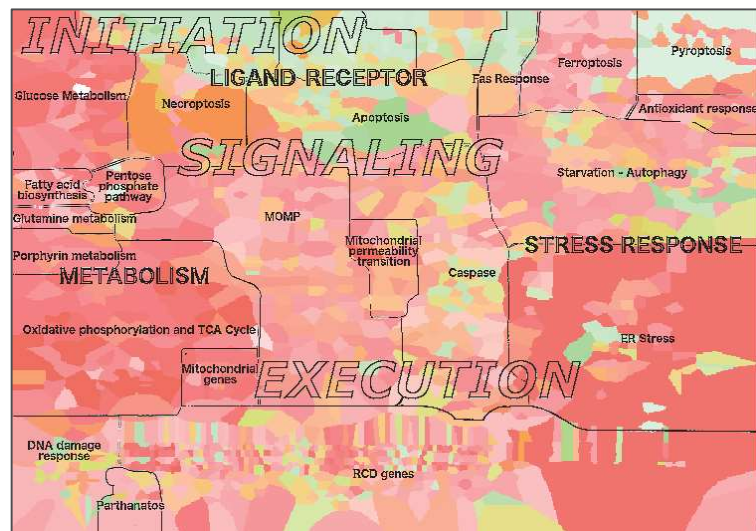 INITIATION
LIGAND-RECEPTOR
Fas Response
Ferroptosis
Pyroptosis
Glucose Metabolism
Necroptosis
Apoptosis
Antioxidant response
SIGNALING
Fatty acid
biosynthesis
Pentose
phosphate
pathway
Starvation - Autophagy
Glutamine metabolism
MOMP
Mitochondrial
permeability
transition
STRESS-RESPONSE
Porphyrin metabolism
METABOLISM
Caspase
Oxidative phosphorylation and TCA Cycle
ER Stress
Mitochondrial
genes
EXECUTION
DNA damage
response
RCD genes
Parthanatos